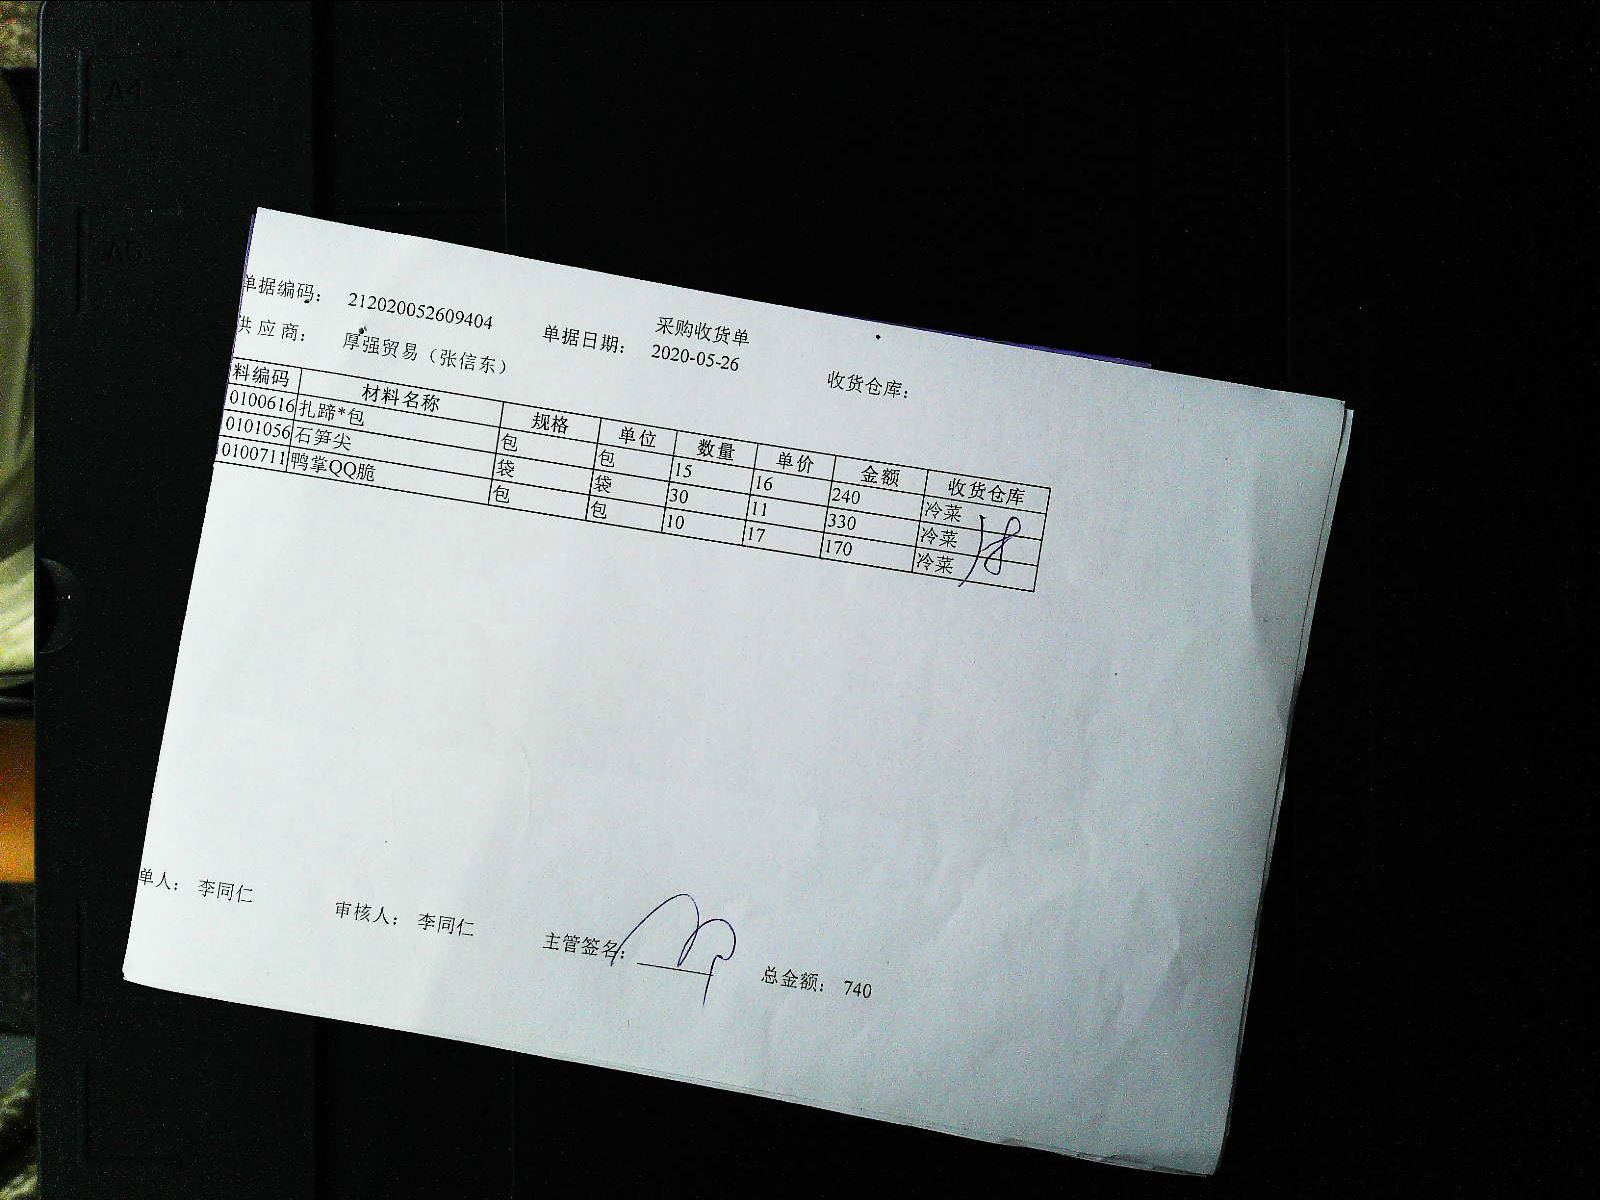 采购收货单
单据编码： 212020052609404 单据日期： 2020-05-26 收货仓库：
供应商： 厚强贸易（张信东）
料编码 材料名称 规格 单位 数量 单价 金额 收货仓库
0100616 扎蹄*包 包 包 15 16 240 冷菜
0101056 石笋尖 袋 袋 30 11 330 冷菜
0100711 鸭掌QQ脆 包 包 10 17 170 冷菜
单人： 李同仁 审核人： 李同仁 主管签名： 总金额： 740
A4
A5